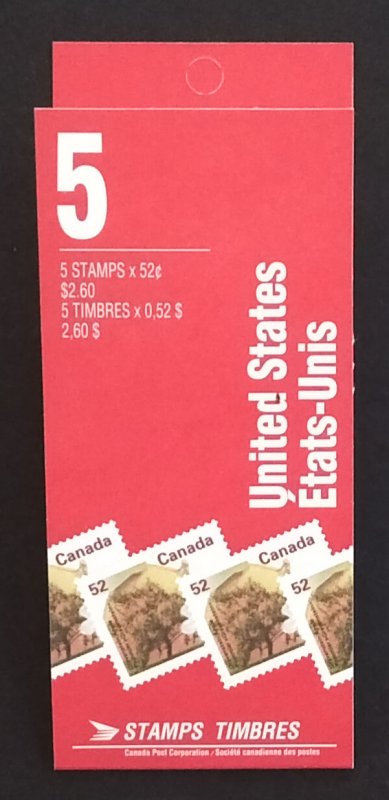 5
5 STAMPS x 52¢
$2.60
5 TIMBRES x 0,52 $
2,60 $
United States
Etats-Unis
Canada
52
Canada
52
Canada
52
STAMPS TIMBRES
Canada Post Corporation / Société canadienne des postes